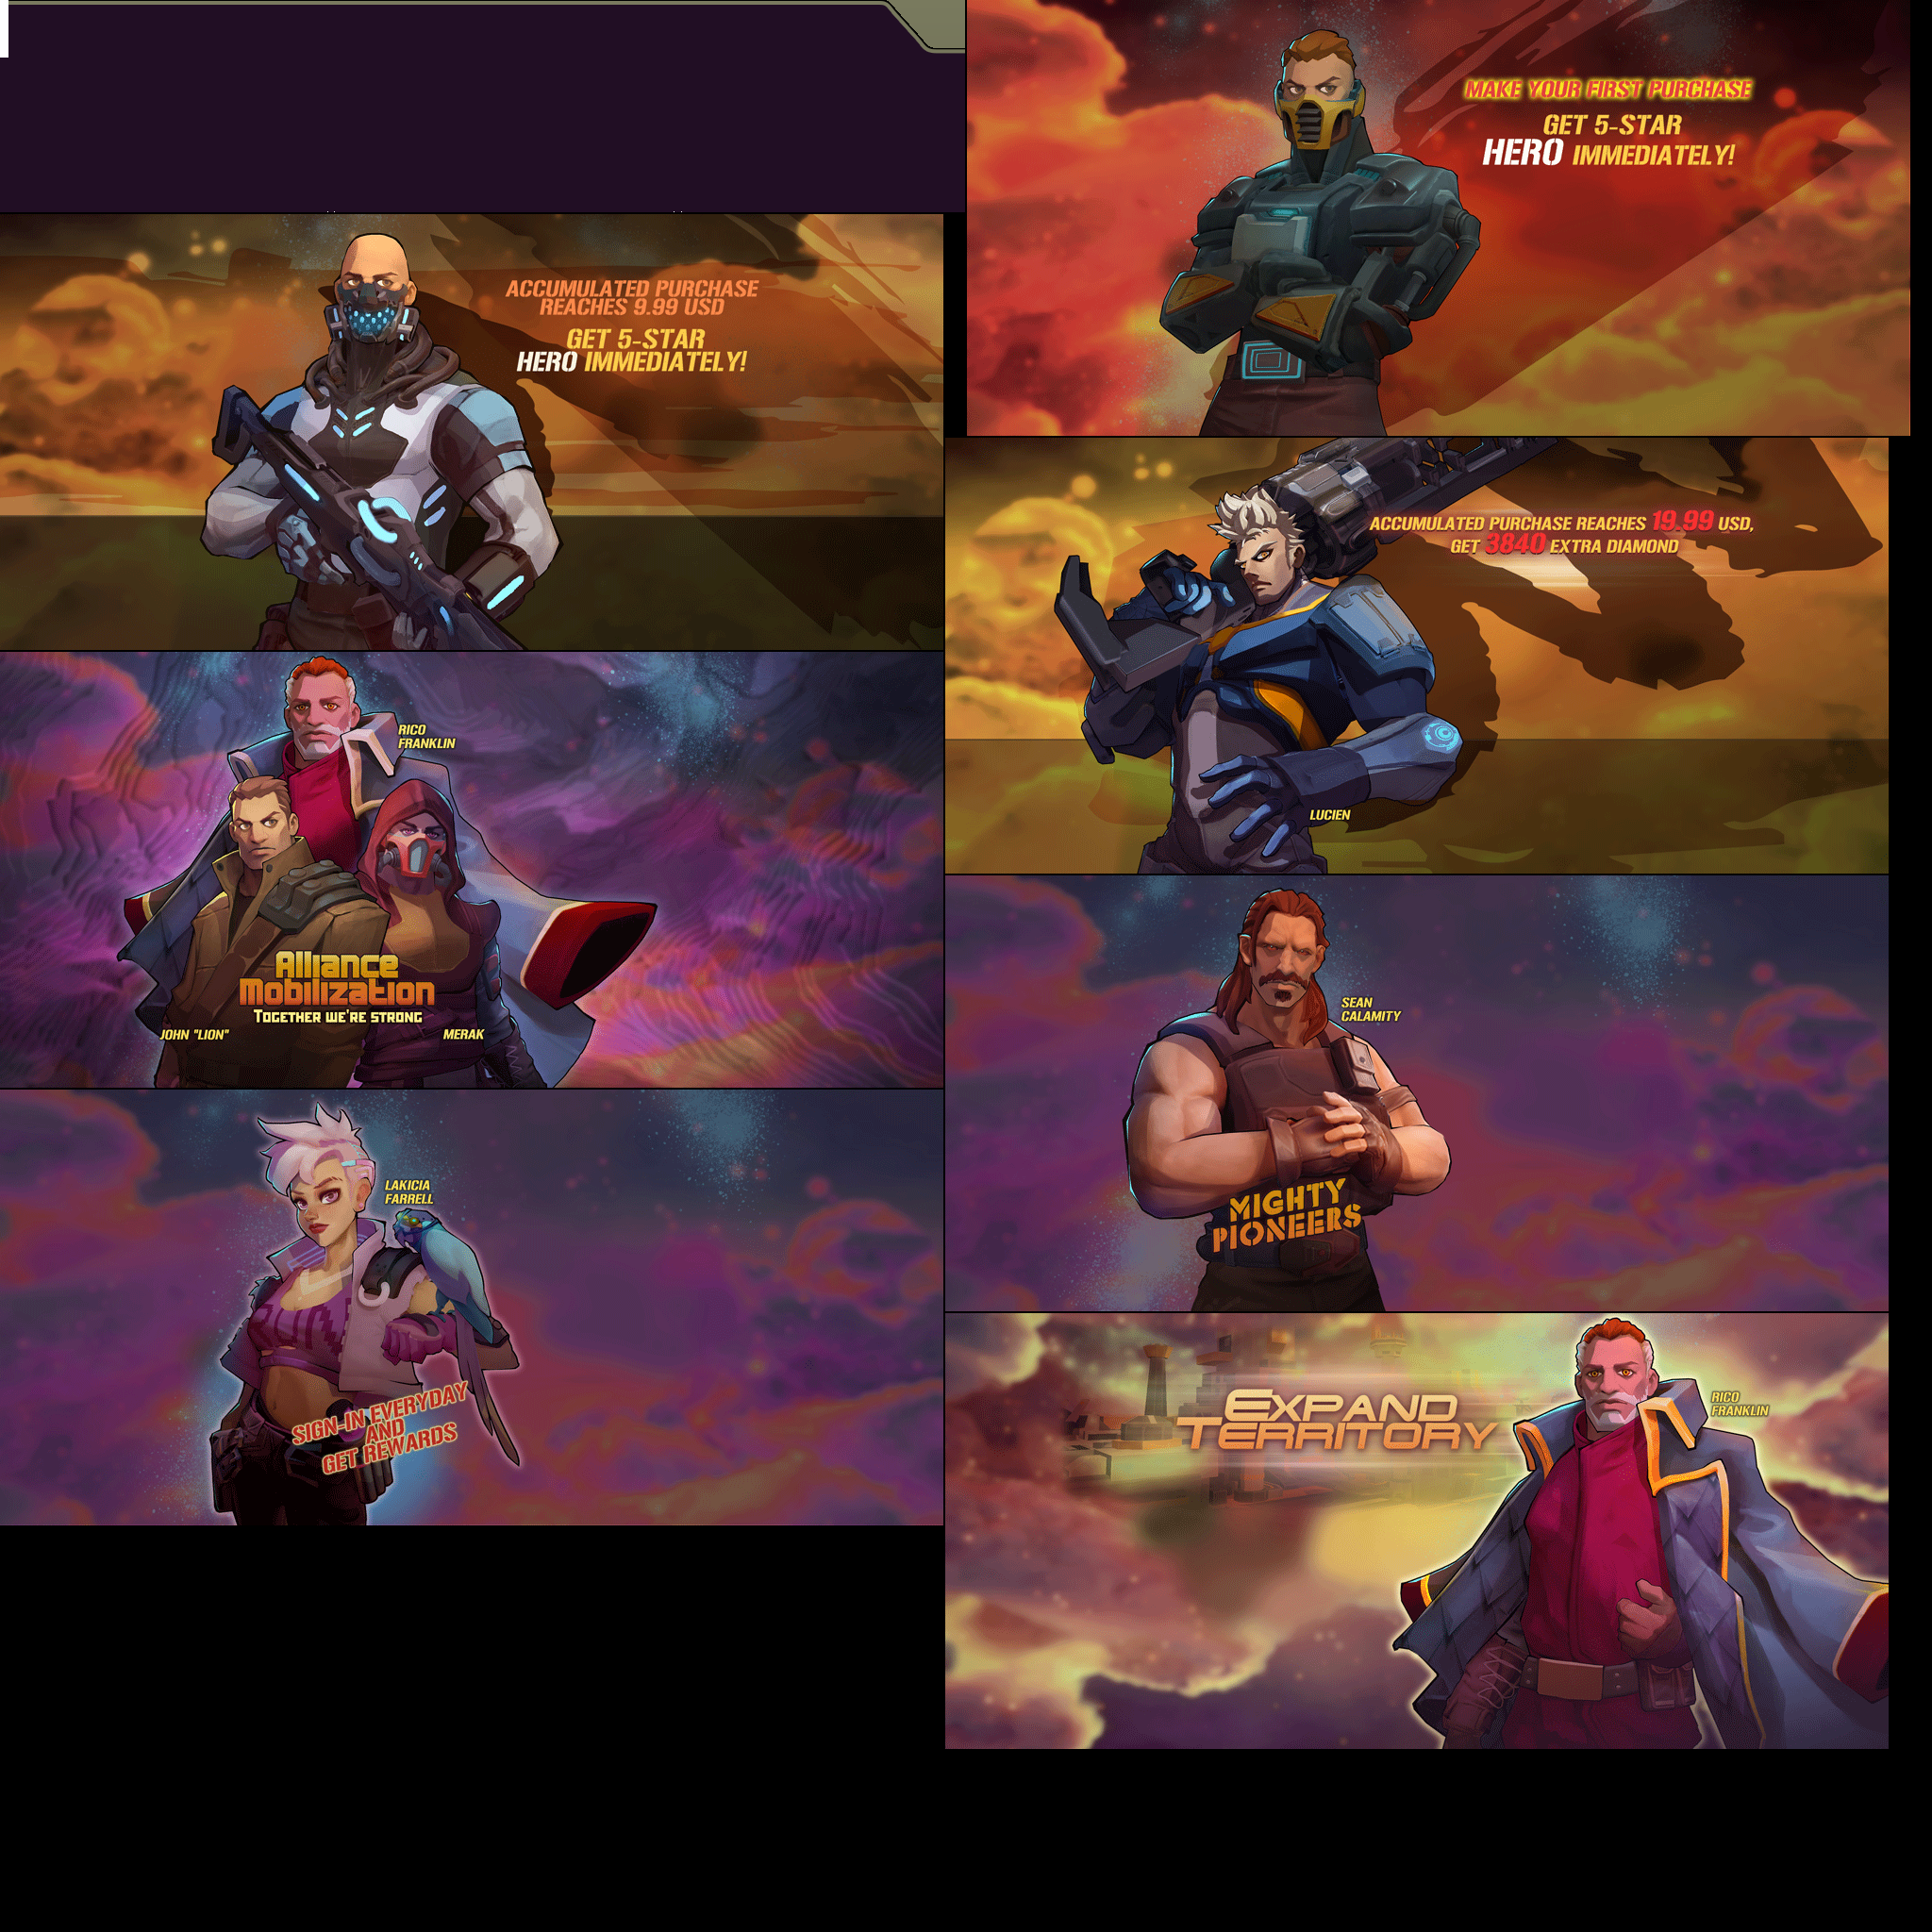 MAKE YOUR FIRST PURCHASE
GET 5-STAR
HERO IMMEDIATELY!
ACCUMULATED PURCHASE
REACHES 9.99 USD
GET 5-STAR
HERO IMMEDIATELY!
ACCUMULATED PURCHASE REACHES 19.99 USD,
GET 3840 EXTRA DIAMOND
LUCIEN
RICO
FRANKLIN
Alliance
Mobilization
TOGETHER WE'RE STRONG
JOHN "LION"
MERAK
SEAN
CALAMITY
MIGHTY
PIONEERS
LAKICIA
FARRELL
SIGN-IN EVERYDAY
AND
GET REWARDS
EXPAND
TERRITORY
RICO
FRANKLIN